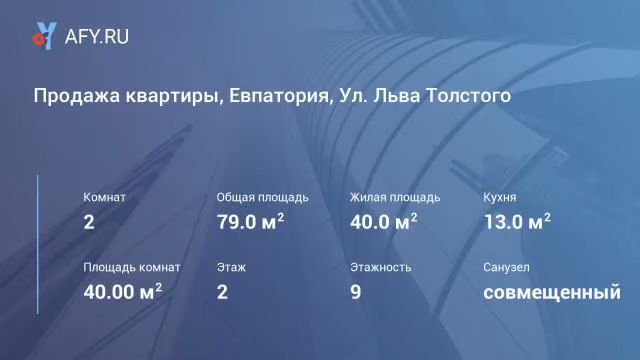 AFY.RU
Продажа квартиры, Евпатория, Ул. Льва Толстого
Комнат Общая площадь Жилая площадь Кухня
2 79.0 м² 40.0 м² 13.0 м²
Площадь комнат Этаж Этажность Санузел
40.00 м² 2 9 совмещенный